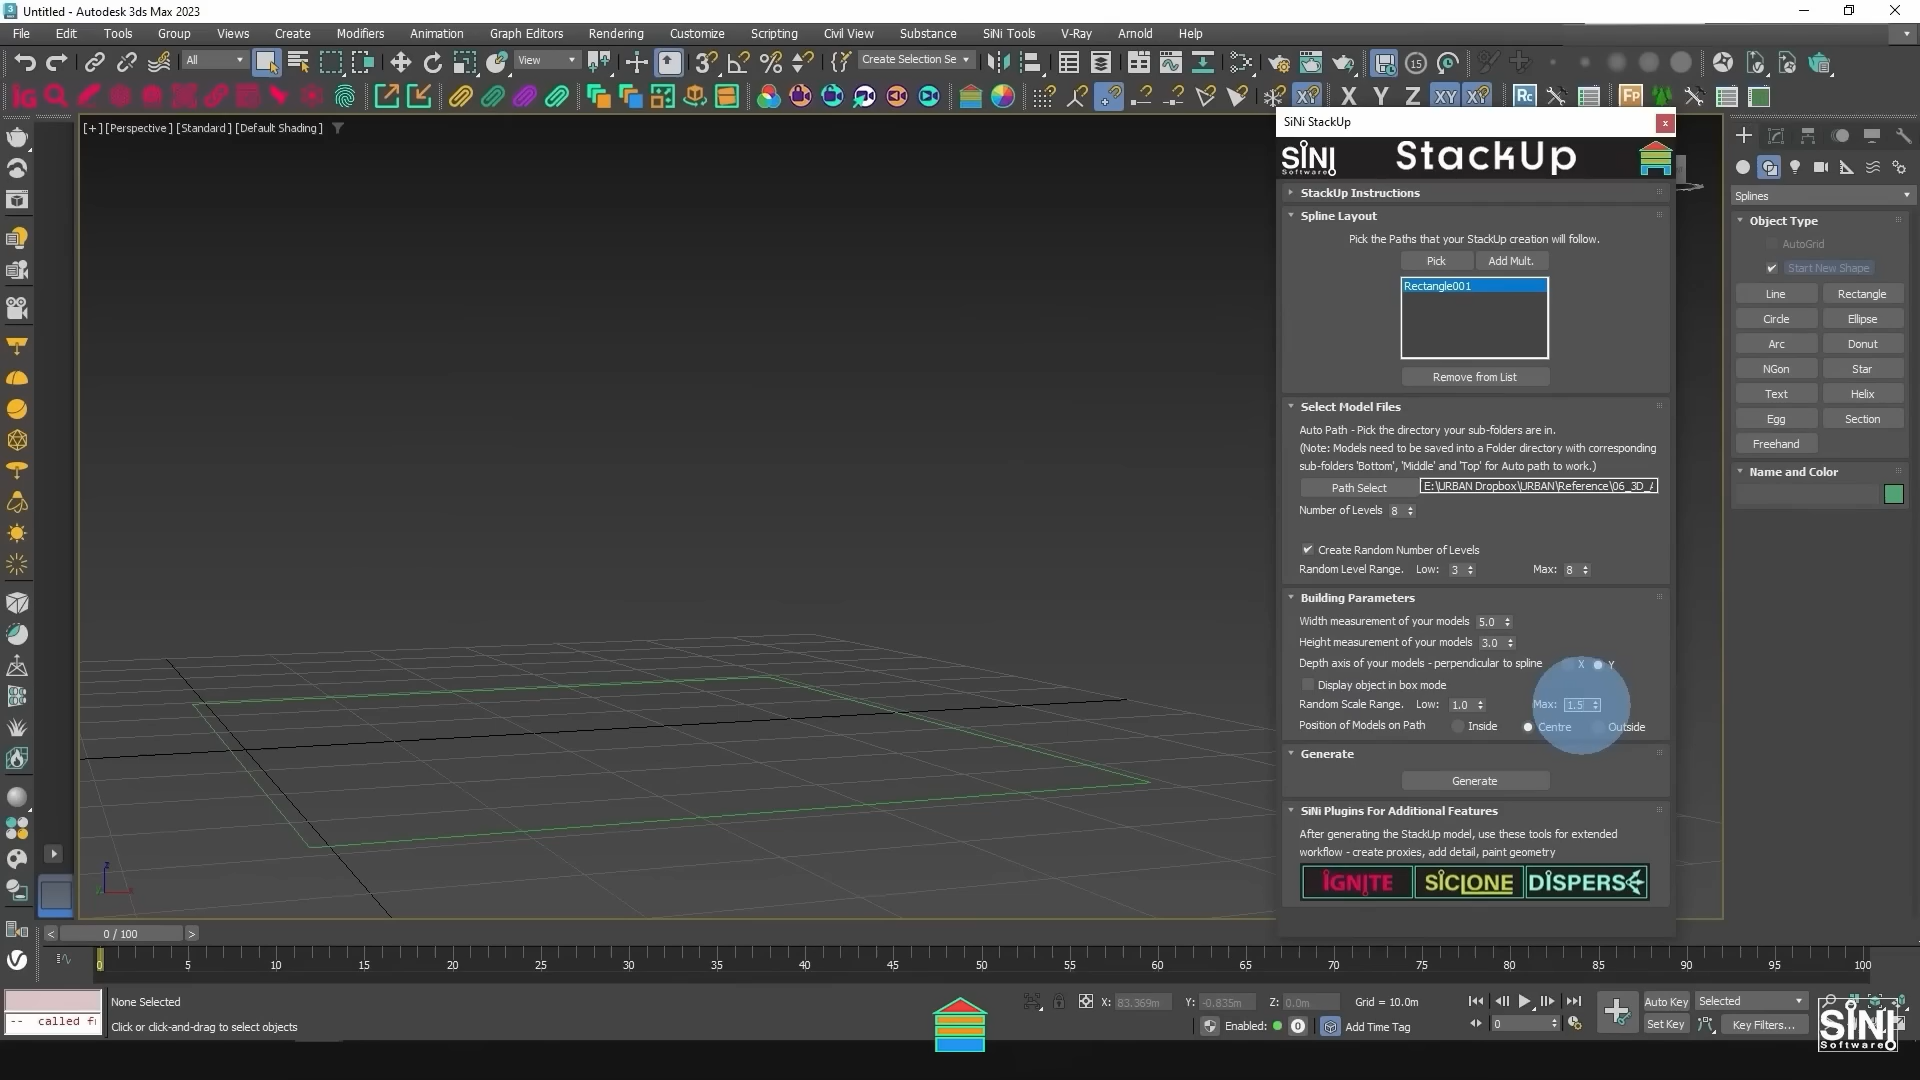 Untitled - Autodesk 3ds Max 2023
File Edit Tools Group Views Create Modifiers Animation Graph Editors Rendering Customize Scripting Civil View Substance SiNi Tools V-Ray Arnold Help
All View Create Selection Se
[+] [Perspective] [Standard] [Default Shading]
SiNi StackUp
SiNi Software StackUp
StackUp Instructions
Spline Layout
Pick the Paths that your StackUp creation will follow.
Pick Add Mult.
Rectangle001
Remove from List
Select Model Files
Auto Path - Pick the directory your sub-folders are in.
(Note: Models need to be saved into a Folder directory with corresponding
sub-folders 'Bottom', 'Middle' and 'Top' for Auto path to work.)
Path Select E:\URBAN Dropbox\URBAN\Reference\06_3D_
Number of Levels 8
Create Random Number of Levels
Random Level Range. Low: 3 Max: 8
Building Parameters
Width measurement of your models 5.0
Height measurement of your models 3.0
Depth axis of your models - perpendicular to spline X Y
Display object in box mode
Random Scale Range. Low: 1.0 Max: 1.5
Position of Models on Path Inside Centre Outside
Generate
Generate
SiNi Plugins For Additional Features
After generating the StackUp model, use these tools for extended
workflow - create proxies, add detail, paint geometry
IGNITE SICLONE DISPERSE
Splines
Object Type
AutoGrid
Start New Shape
Line Rectangle
Circle Ellipse
Arc Donut
NGon Star
Text Helix
Egg Section
Freehand
Name and Color
< 0 / 100 >
0 5 10 15 20 25 30 35 40 45 50 55 60 65 70 75 80 85 90 95 100
None Selected X: 83.369m Y: -0.835m Z: 0.0m Grid = 10.0m Auto Key Selected
-- called f
Click or click-and-drag to select objects Enabled: 0 Add Time Tag 0 Set Key Key Filters...
SiNi Software